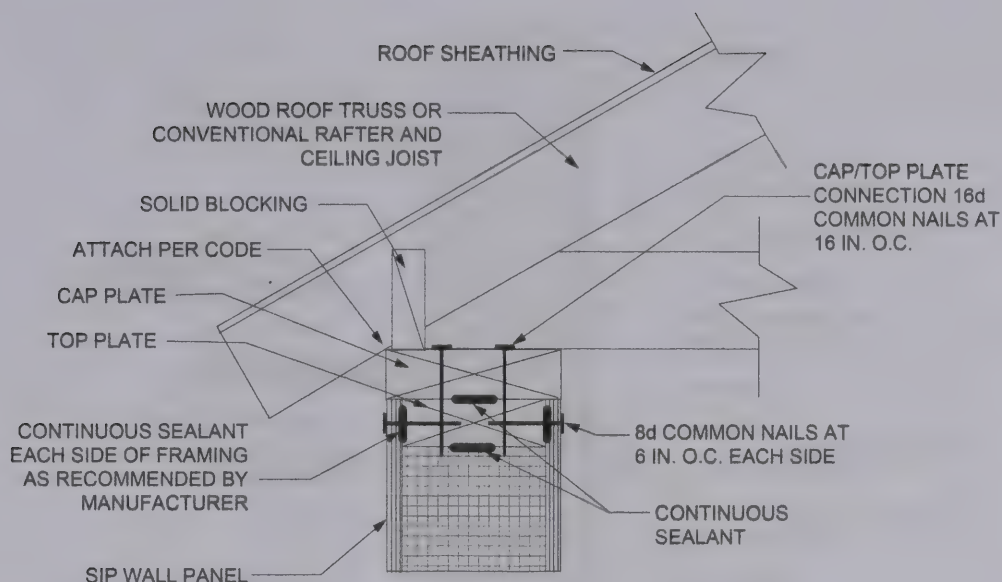 ROOF SHEATHING
WOOD ROOF TRUSS OR
CONVENTIONAL RAFTER AND
CEILING JOIST
SOLID BLOCKING
ATTACH PER CODE
CAP PLATE
TOP PLATE
CONTINUOUS SEALANT
EACH SIDE OF FRAMING
AS RECOMMENDED BY
MANUFACTURER
SIP WALL PANEL
CAP/TOP PLATE
CONNECTION 16d
COMMON NAILS AT
16 IN. O.C.
8d COMMON NAILS AT
6 IN. O.C. EACH SIDE
CONTINUOUS
SEALANT